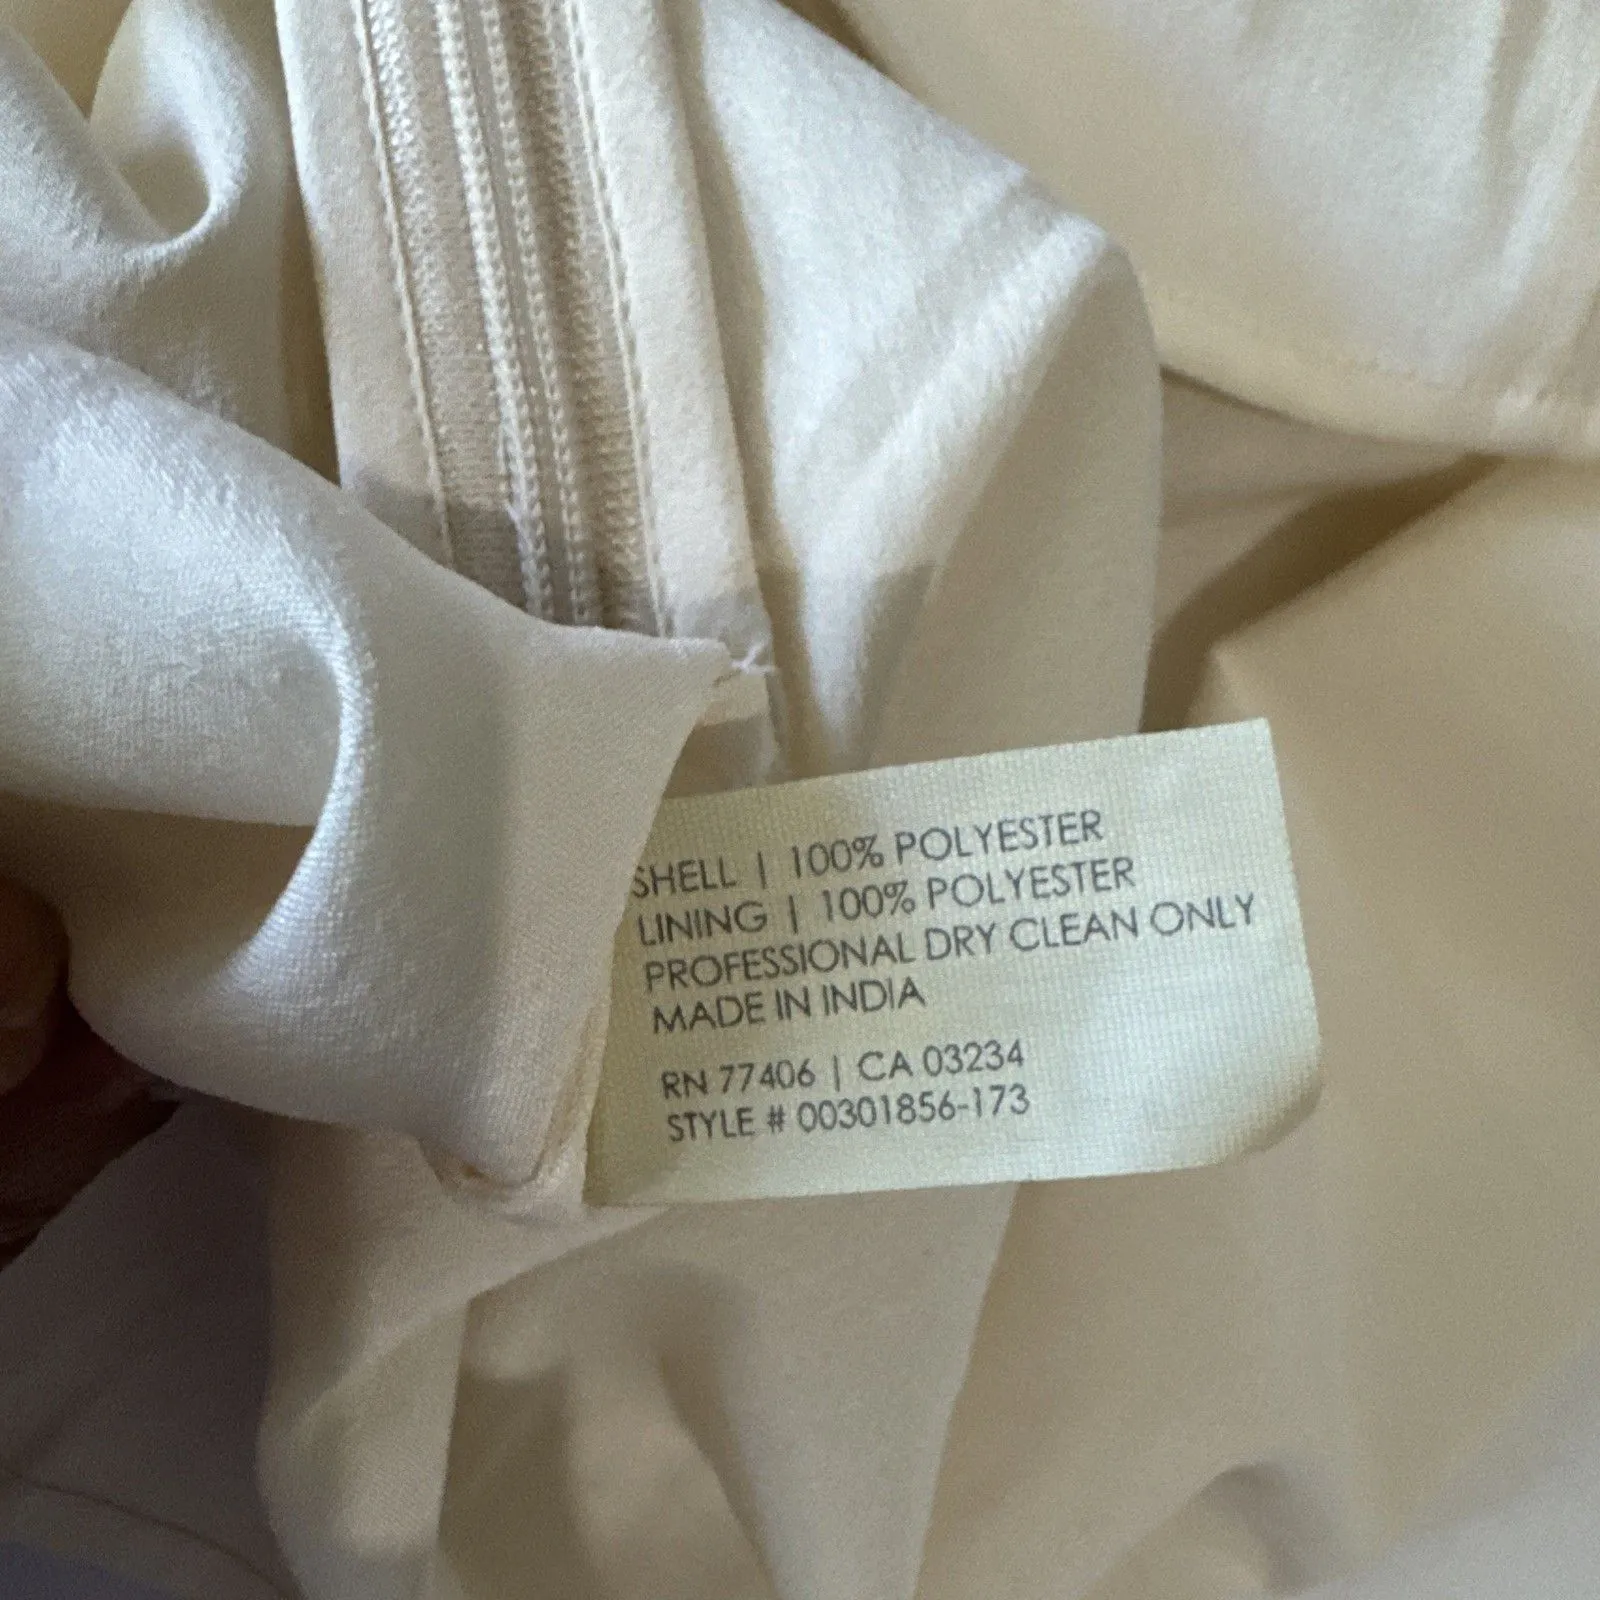 SHELL | 100% POLYESTER
LINING | 100% POLYESTER
PROFESSIONAL DRY CLEAN ONLY
MADE IN INDIA
RN 77406 | CA 03234
STYLE # 00301856-173